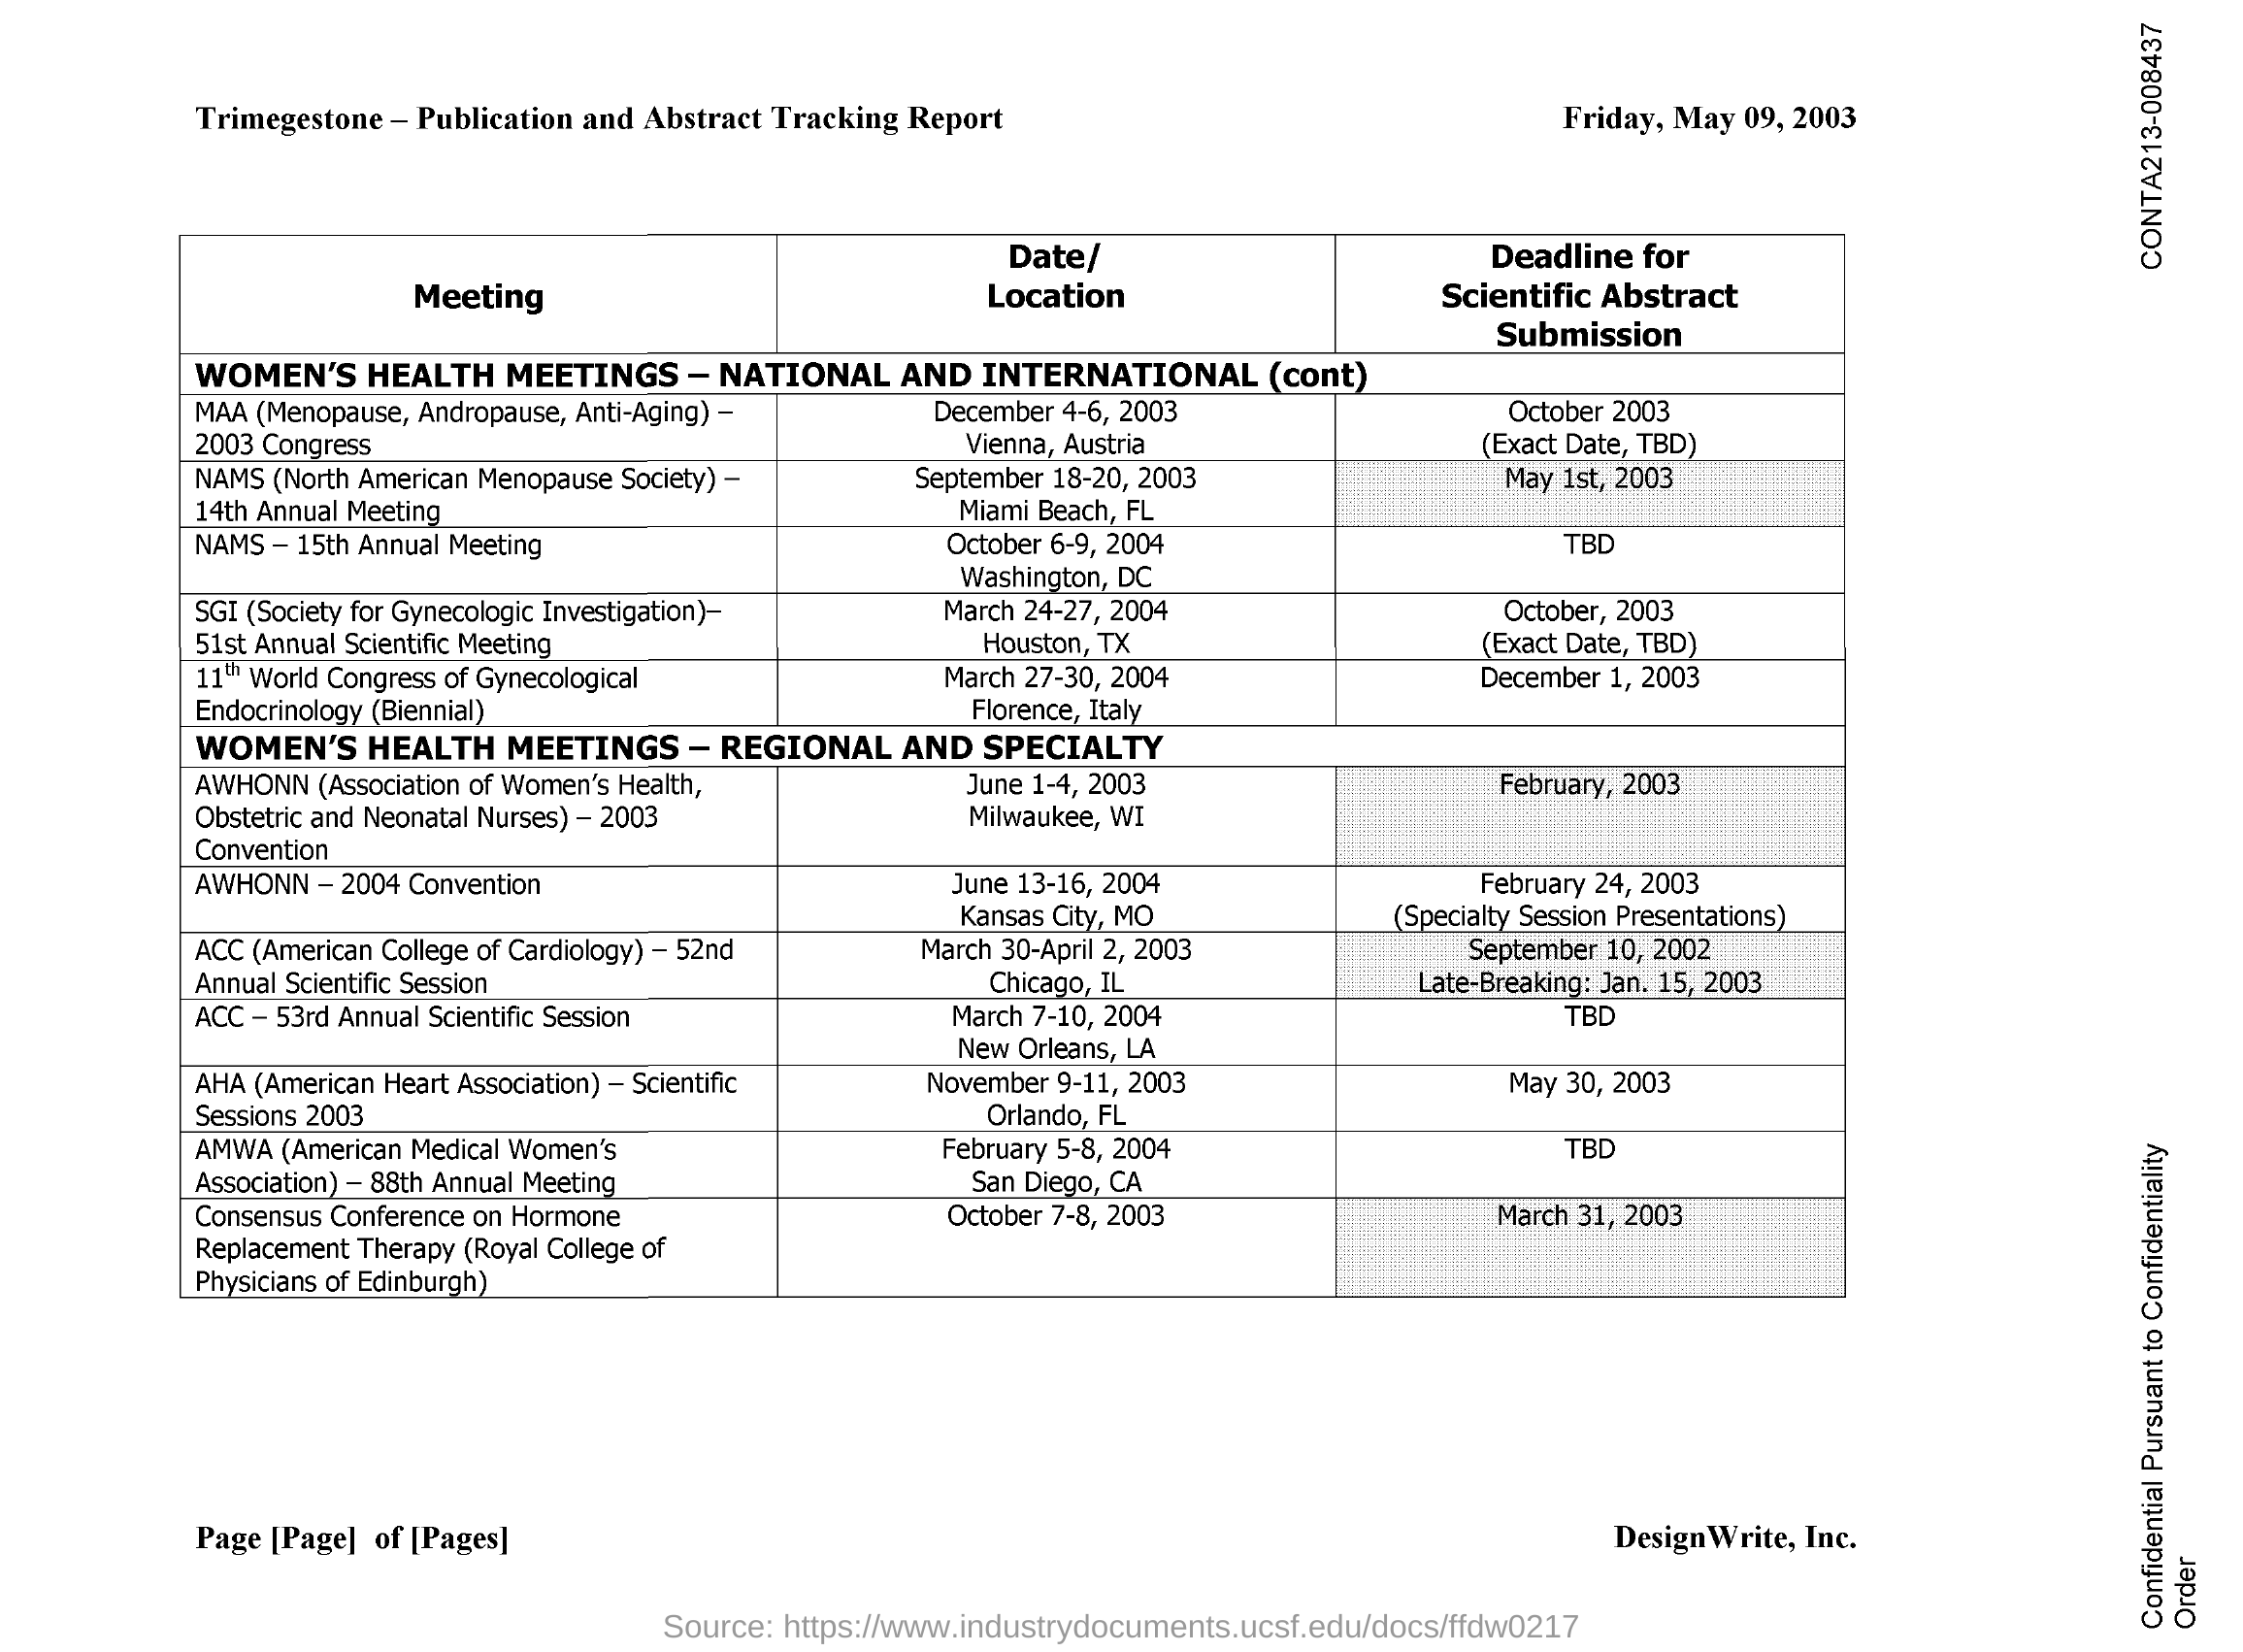 Trimegestone – Publication and Abstract Tracking Report
Friday, May 09, 2003
CONTA213-008437
Meeting
Date/
Location
Deadline for
Scientific Abstract
Submission
WOMEN'S HEALTH MEETINGS – NATIONAL AND INTERNATIONAL (cont)
MAA (Menopause, Andropause, Anti-Aging) –
2003 Congress
December 4-6, 2003
Vienna, Austria
October 2003
(Exact Date, TBD)
NAMS (North American Menopause Society) –
14th Annual Meeting
September 18-20, 2003
Miami Beach, FL
May 1st, 2003
NAMS – 15th Annual Meeting
October 6-9, 2004
Washington, DC
TBD
SGI (Society for Gynecologic Investigation)–
51st Annual Scientific Meeting
March 24-27, 2004
Houston, TX
October, 2003
(Exact Date, TBD)
11th World Congress of Gynecological
Endocrinology (Biennial)
March 27-30, 2004
Florence, Italy
December 1, 2003
WOMEN'S HEALTH MEETINGS – REGIONAL AND SPECIALTY
AWHONN (Association of Women's Health,
Obstetric and Neonatal Nurses) – 2003
Convention
June 1-4, 2003
Milwaukee, WI
February, 2003
AWHONN – 2004 Convention
June 13-16, 2004
Kansas City, MO
February 24, 2003
(Specialty Session Presentations)
ACC (American College of Cardiology) – 52nd
Annual Scientific Session
March 30-April 2, 2003
Chicago, IL
September 10, 2002
Late-Breaking: Jan. 15, 2003
ACC – 53rd Annual Scientific Session
March 7-10, 2004
New Orleans, LA
TBD
AHA (American Heart Association) – Scientific
Sessions 2003
November 9-11, 2003
Orlando, FL
May 30, 2003
AMWA (American Medical Women's
Association) – 88th Annual Meeting
February 5-8, 2004
San Diego, CA
TBD
Consensus Conference on Hormone
Replacement Therapy (Royal College of
Physicians of Edinburgh)
October 7-8, 2003
March 31, 2003
Page [Page] of [Pages]
DesignWrite, Inc.
Confidential Pursuant to Confidentiality
Order
Source: https://www.industrydocuments.ucsf.edu/docs/ffdw0217